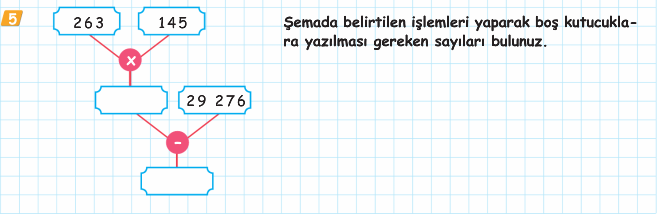 5
263 145
Şemada belirtilen işlemleri yaparak boş kutucukla-
ra yazılması gereken sayıları bulunuz.
x
29 276
-